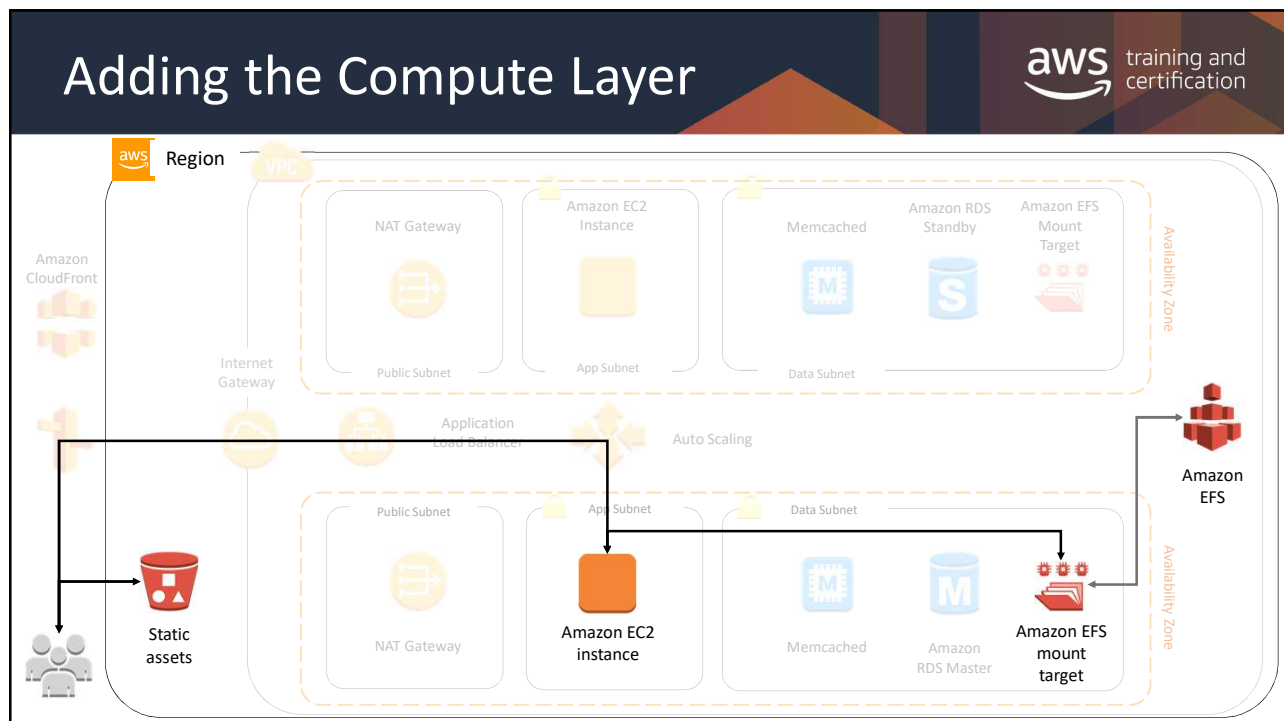 Adding the Compute Layer
aws training and
certification
aws
Region
VPC
Amazon
CloudFront
NAT Gateway
Public Subnet
Amazon EC2
Instance
App Subnet
Memcached
M
Amazon RDS
Standby
S
Amazon EFS
Mount
Target
Data Subnet
Availability Zone
Internet
Gateway
Application
Load Balancer
Auto Scaling
Amazon
EFS
Public Subnet
NAT Gateway
App Subnet
Amazon EC2
instance
Data Subnet
M
Memcached
M
Amazon
RDS Master
Amazon EFS
mount
target
Availability Zone
Static
assets